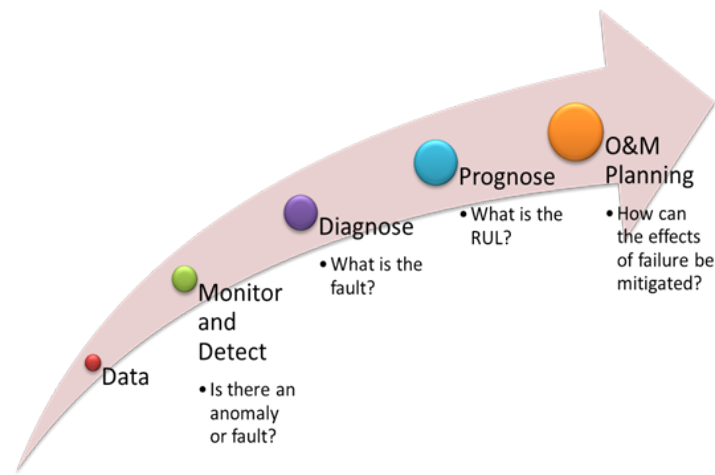 Data
Monitor
and
Detect
• Is there an
anomaly
or fault?
Diagnose
• What is the
fault?
Prognose
• What is the
RUL?
O&M
Planning
• How can
the effects
of failure be
mitigated?